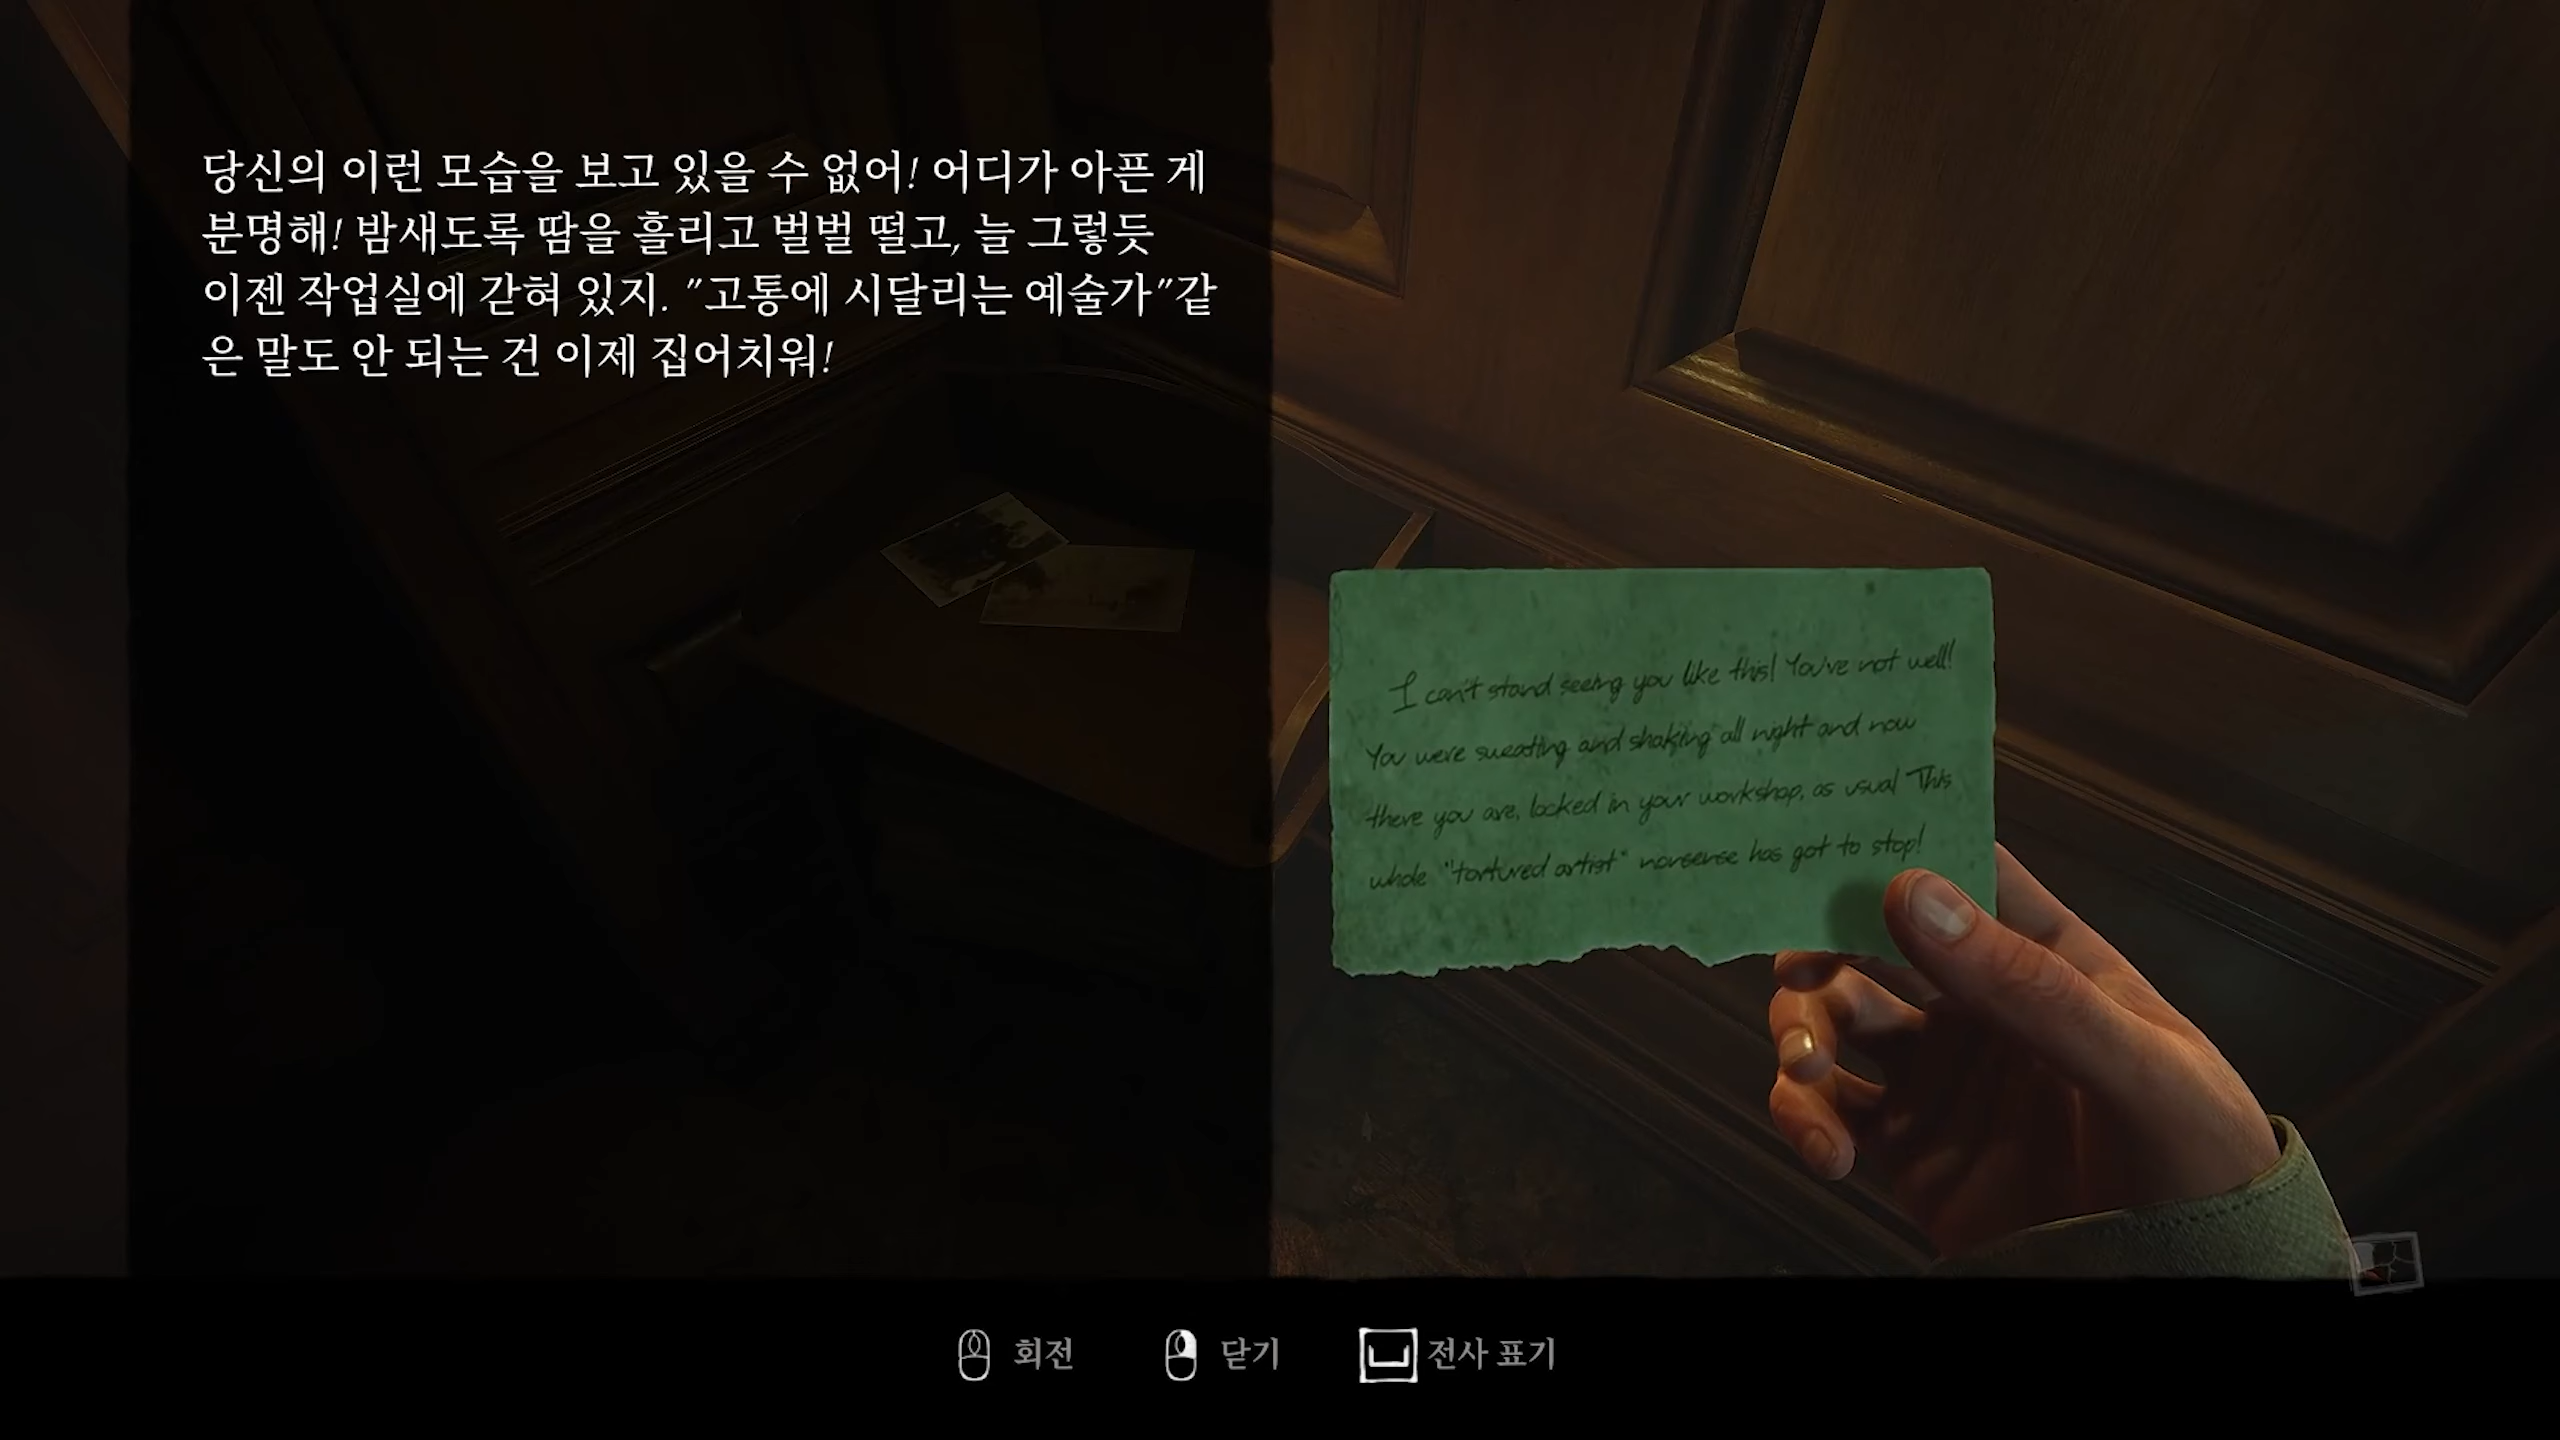 당신의 이런 모습을 보고 있을 수 없어! 어디가 아픈 게
분명해! 밤새도록 땀을 흘리고 벌벌 떨고, 늘 그렇듯
이젠 작업실에 갇혀 있지. "고통에 시달리는 예술가"같
은 말도 안 되는 건 이제 집어치워!
I can't stand seeing you like this! You're not well!
You were sweating and shaking all night and now
there you are, locked in your workshop, as usual This
whole "tortured artist" nonsense has got to stop!
회전 닫기 전사 표기